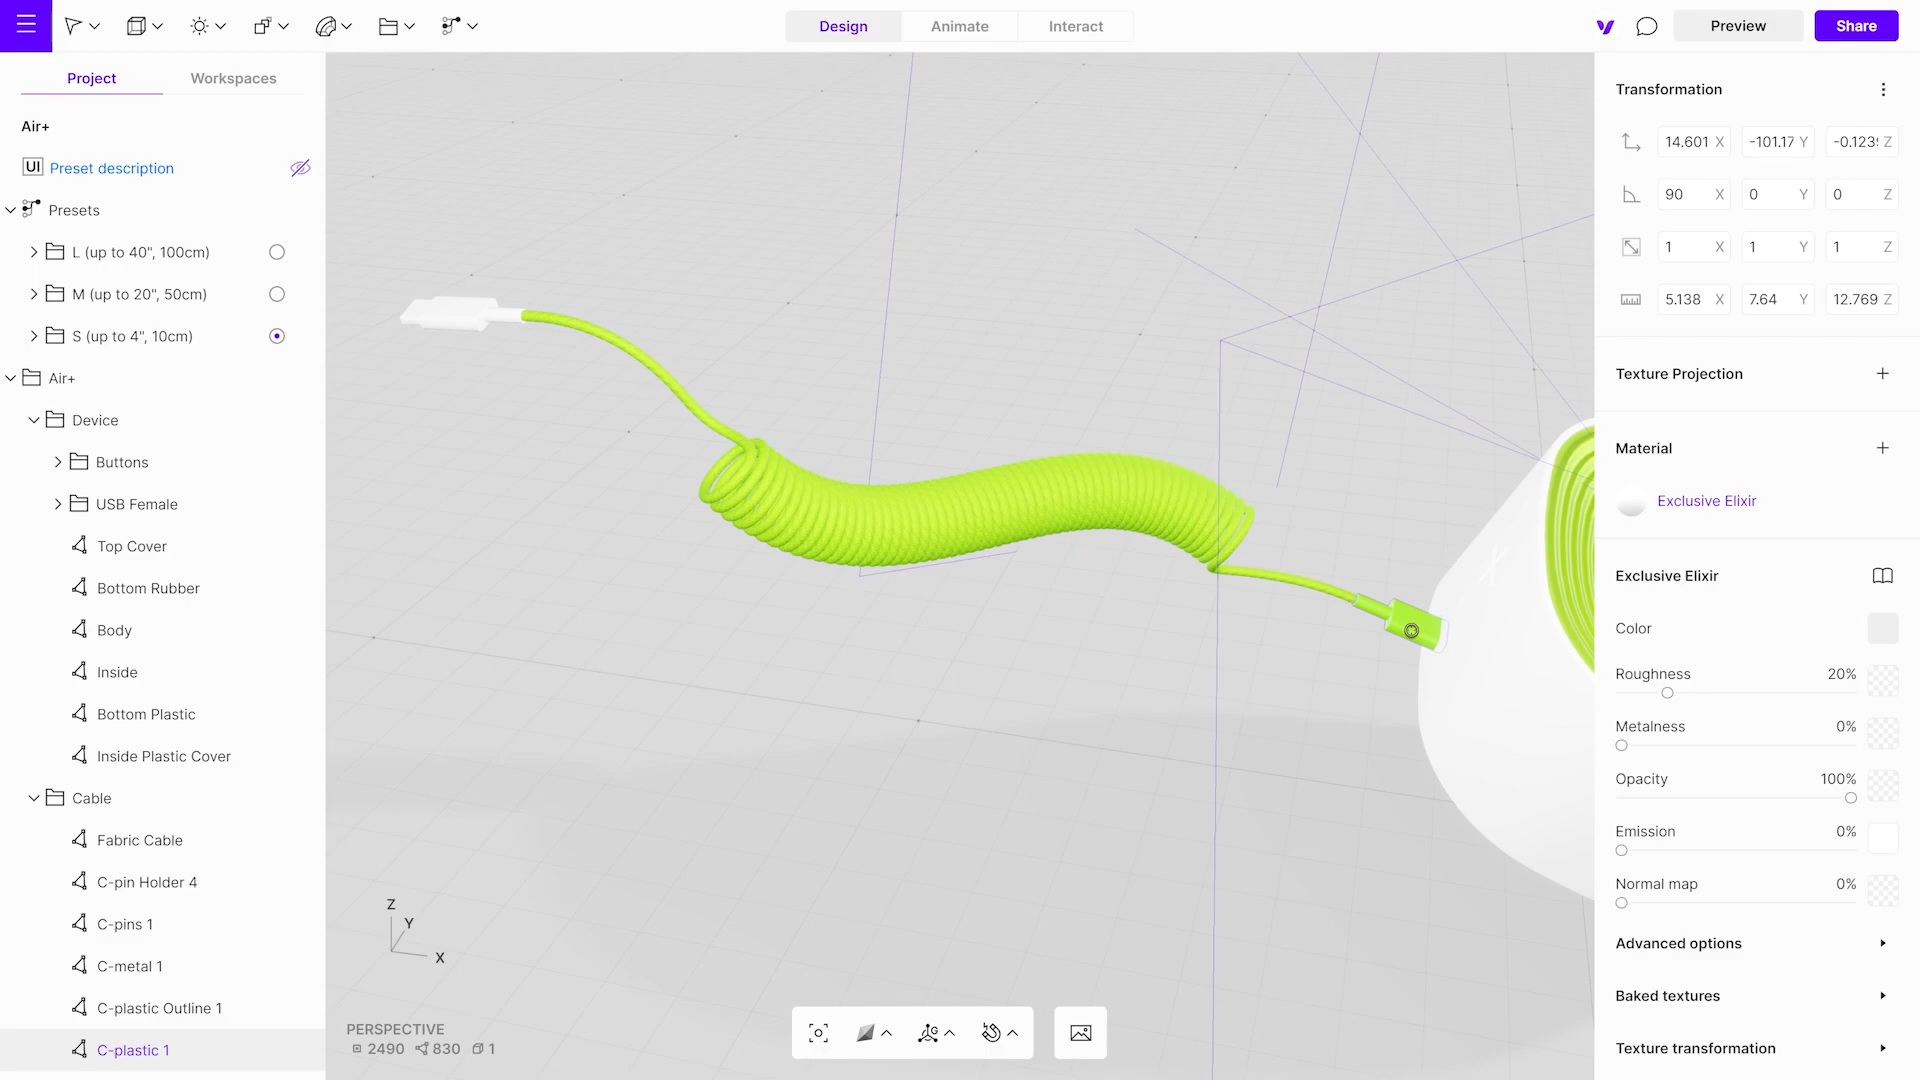 Design
Animate
Interact
Preview
Share
Project
Workspaces
Air+
UI Preset description
Presets
L (up to 40", 100cm)
M (up to 20", 50cm)
S (up to 4", 10cm)
Air+
Device
Buttons
USB Female
Top Cover
Bottom Rubber
Body
Inside
Bottom Plastic
Inside Plastic Cover
Cable
Fabric Cable
C-pin Holder 4
C-pins 1
C-metal 1
C-plastic Outline 1
C-plastic 1
Z
Y
X
PERSPECTIVE
2490 830 1
Transformation
14.601 X -101.17 Y -0.123 Z
90 X 0 Y 0 Z
1 X 1 Y 1 Z
5.138 X 7.64 Y 12.769 Z
Texture Projection
Material
Exclusive Elixir
Exclusive Elixir
Color
Roughness 20%
Metalness 0%
Opacity 100%
Emission 0%
Normal map 0%
Advanced options
Baked textures
Texture transformation